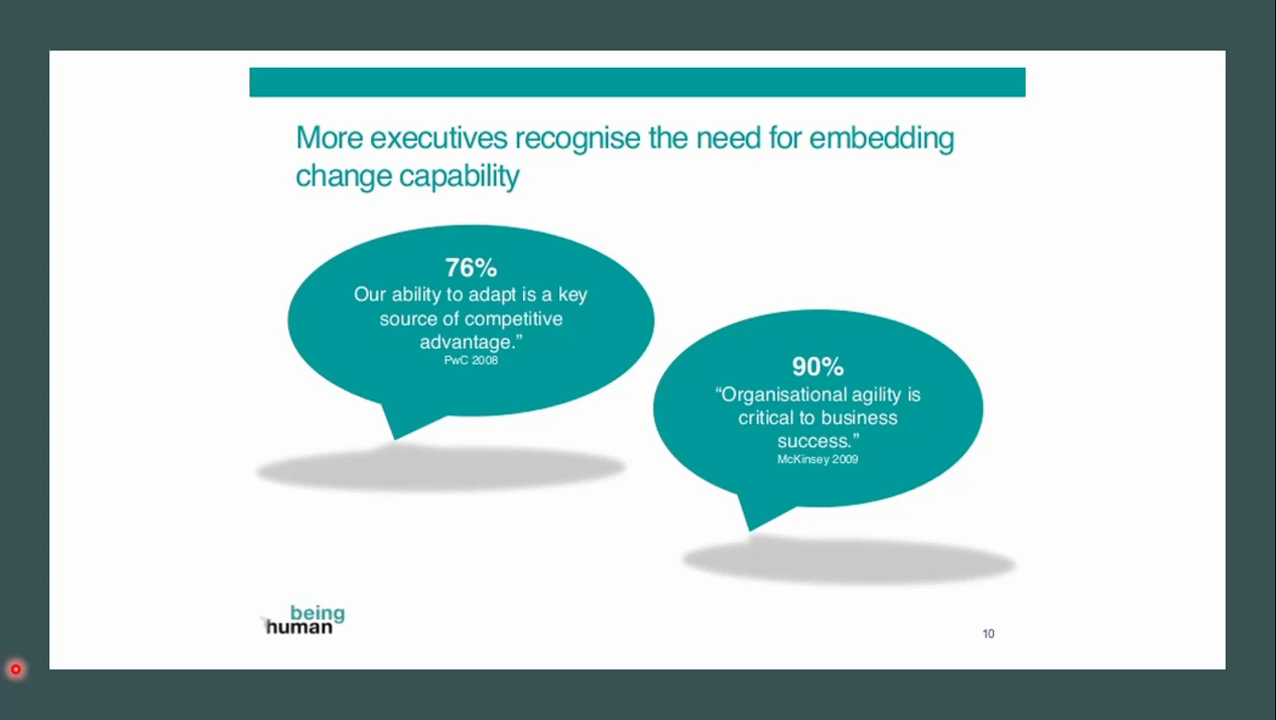 More executives recognise the need for embedding
change capability
76%
Our ability to adapt is a key
source of competitive
advantage.”
PwC 2008
90%
“Organisational agility is
critical to business
success.”
McKinsey 2009
being
human
10